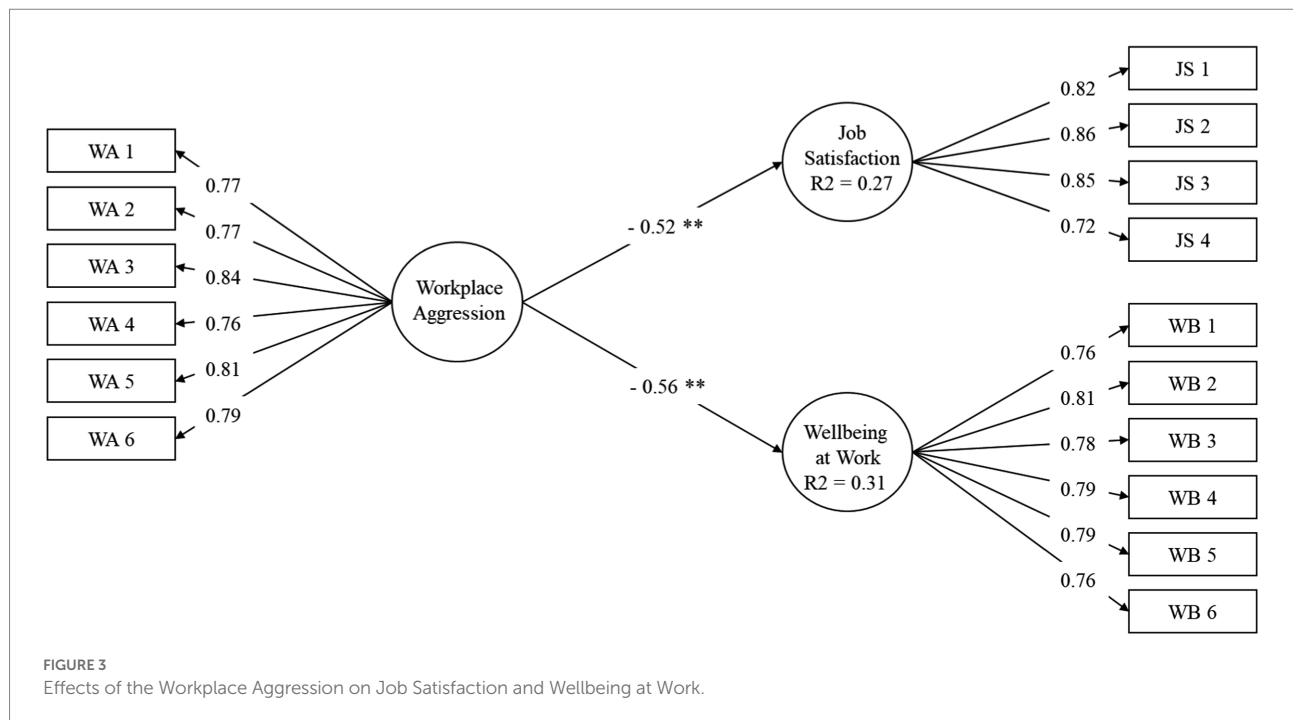 WA 1
WA 2
WA 3
WA 4
WA 5
WA 6
0.77
0.77
0.84
0.76
0.81
0.79
Workplace
Aggression
- 0.52 **
- 0.56 **
Job
Satisfaction
R2 = 0.27
0.82
0.86
0.85
0.72
JS 1
JS 2
JS 3
JS 4
Wellbeing
at Work
R2 = 0.31
0.76
0.81
0.78
0.79
0.79
0.76
WB 1
WB 2
WB 3
WB 4
WB 5
WB 6
FIGURE 3
Effects of the Workplace Aggression on Job Satisfaction and Wellbeing at Work.